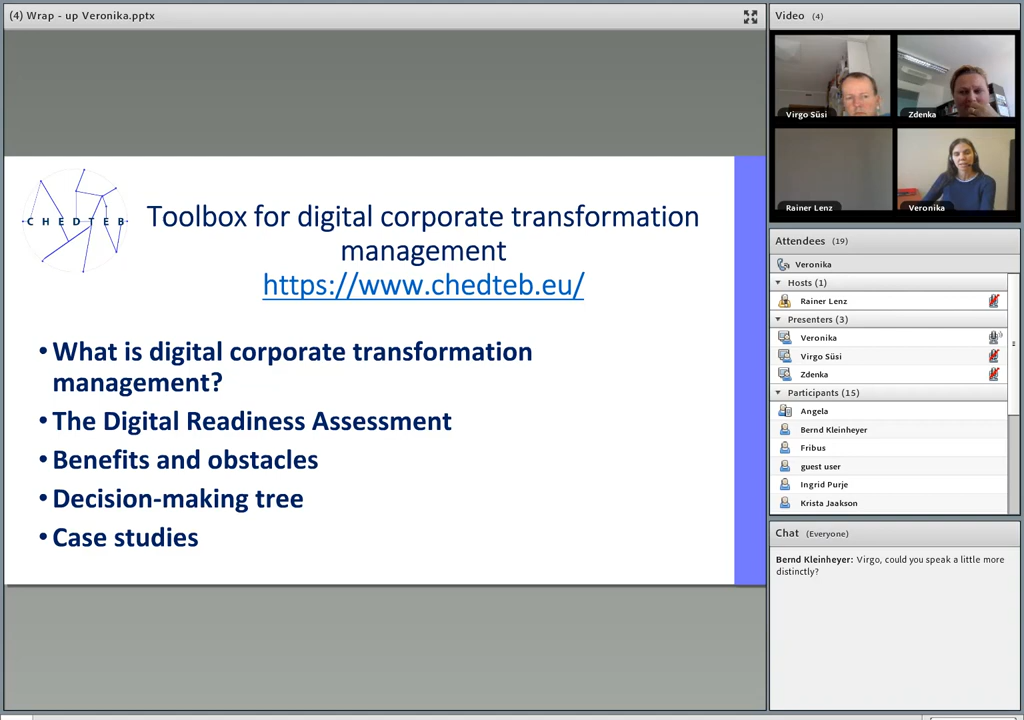 (4) Wrap - up Veronika.pptx
CHEDTEB
Toolbox for digital corporate transformation
management
https://www.chedteb.eu/
•What is digital corporate transformation
management?
•The Digital Readiness Assessment
•Benefits and obstacles
•Decision-making tree
•Case studies
Video (4)
Virgo Süsi
Zdenka
Rainer Lenz
Veronika
Attendees (19)
Veronika
Hosts (1)
Rainer Lenz
Presenters (3)
Veronika
Virgo Süsi
Zdenka
Participants (15)
Angela
Bernd Kleinheyer
Fribus
guest user
Ingrid Purje
Krista Jaakson
Chat (Everyone)
Bernd Kleinheyer: Virgo, could you speak a little more
distinctly?